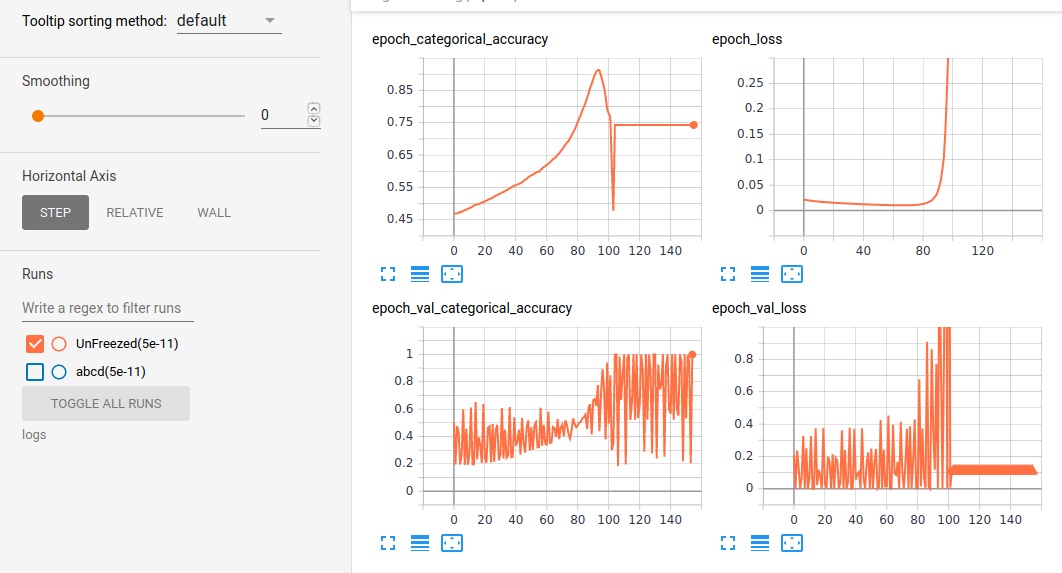 Tooltip sorting method: default
Smoothing
0
Horizontal Axis
STEP RELATIVE WALL
Runs
Write a regex to filter runs
UnFreezed(5e-11)
abcd(5e-11)
TOGGLE ALL RUNS
logs
epoch_categorical_accuracy
0.85
0.75
0.65
0.55
0.45
0 20 40 60 80 100 120 140
epoch_loss
0.25
0.2
0.15
0.1
0.05
0
0 40 80 120
epoch_val_categorical_accuracy
1
0.8
0.6
0.4
0.2
0
0 20 40 60 80 100 120 140
epoch_val_loss
0.8
0.6
0.4
0.2
0
0 20 40 60 80 100 120 140